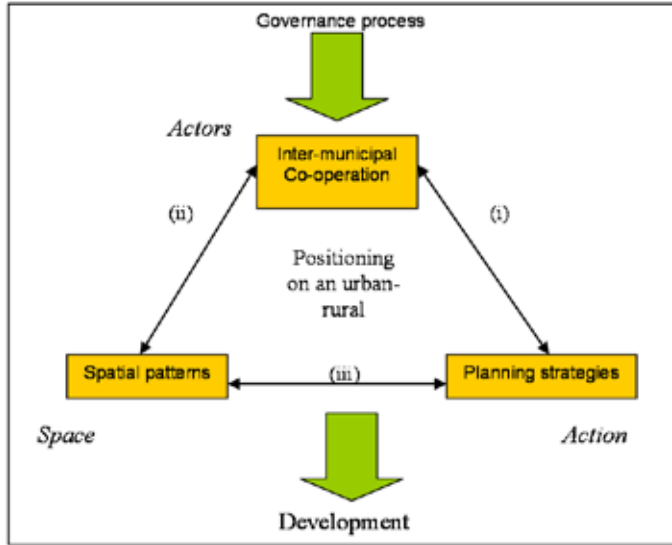 Governance process
Actors
Inter-municipal
Co-operation
(ii)
(i)
Positioning
on an urban-
rural
Spatial patterns
(iii)
Planning strategies
Space
Action
Development